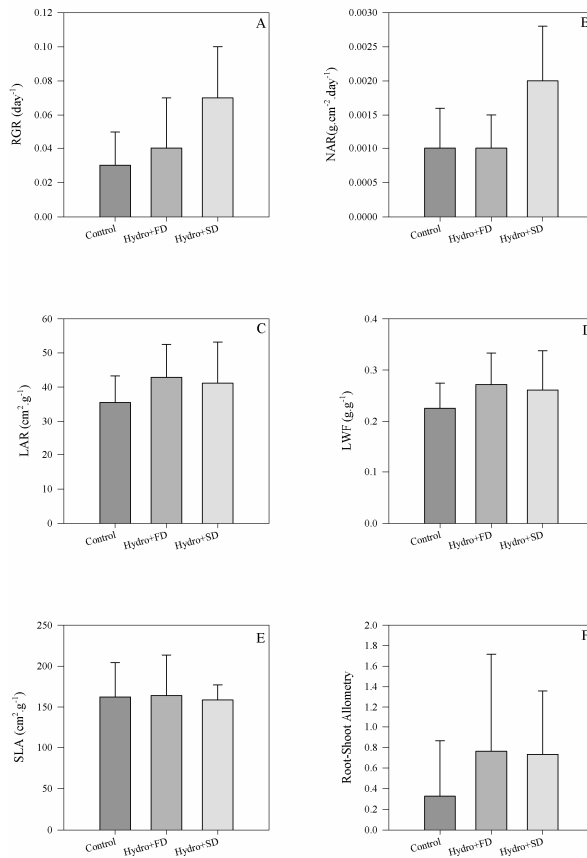 A
RGR (day-1)
0.12
0.10
0.08
0.06
0.04
0.02
0.00
Control
Hydro+FD
Hydro+SD
B
NAR(g.cm-2.day-1)
0.0030
0.0025
0.0020
0.0015
0.0010
0.0005
0.0000
Control
Hydro+FD
Hydro+SD
C
LAR (cm2.g-1)
60
50
40
30
20
10
0
Control
Hydro+FD
Hydro+SD
LWF (g.g-1)
0.4
0.3
0.2
0.1
0.0
Control
Hydro+FD
Hydro+SD
E
SLA (cm2.g-1)
250
200
150
100
50
0
Control
Hydro+FD
Hydro+SD
F
Root-Shoot Allometry
2.0
1.8
1.6
1.4
1.2
1.0
0.8
0.6
0.4
0.2
0.0
Control
Hydro+FD
Hydro+SD